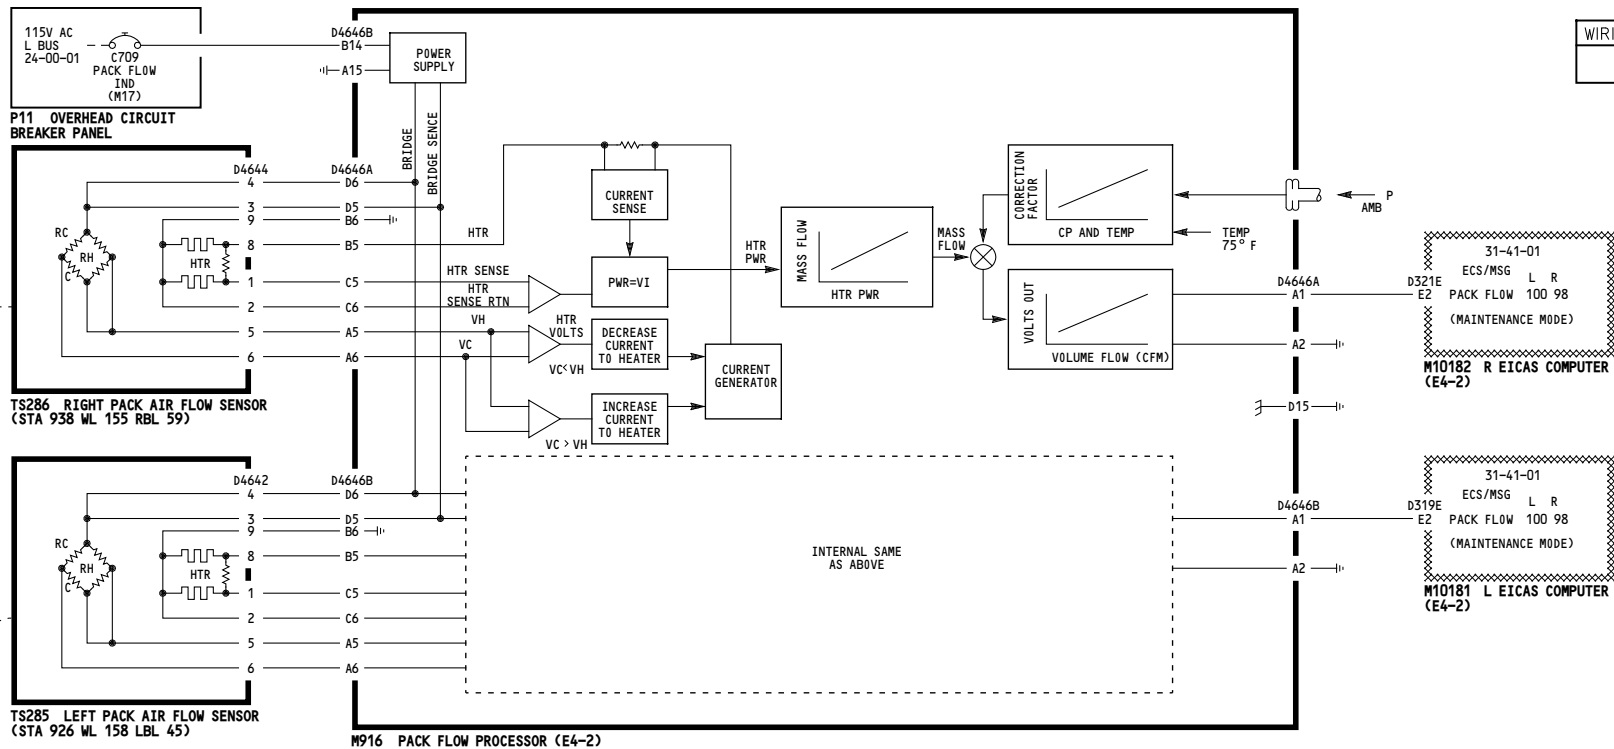 115V AC
L BUS
24-00-01
C709
PACK FLOW
IND
(M17)
P11 OVERHEAD CIRCUIT
BREAKER PANEL
D4646B
B14
A15
POWER
SUPPLY
BRIDGE
BRIDGE SENCE
WIRI
D4644
4
3
9
8
1
2
5
6
RC
RH
C
HTR
TS286 RIGHT PACK AIR FLOW SENSOR
(STA 938 WL 155 RBL 59)
D4646A
D6
D5
B6
B5
C5
C6
A5
A6
HTR
HTR SENSE
HTR
SENSE RTN
VH
VC
HTR
VOLTS
VC<VH
VC > VH
CURRENT
SENSE
PWR=VI
DECREASE
CURRENT
TO HEATER
INCREASE
CURRENT
TO HEATER
CURRENT
GENERATOR
HTR
PWR
MASS FLOW
HTR PWR
MASS
FLOW
CORRECTION
FACTOR
CP AND TEMP
VOLTS OUT
VOLUME FLOW (CFM)
P
AMB
TEMP
75° F
D4646A
A1
A2
D15
D321E
E2
31-41-01
ECS/MSG
L R
PACK FLOW 100 98
(MAINTENANCE MODE)
M10182 R EICAS COMPUTER
(E4-2)
D4642
4
3
9
8
1
2
5
6
RC
RH
C
HTR
TS285 LEFT PACK AIR FLOW SENSOR
(STA 926 WL 158 LBL 45)
D4646B
D6
D5
B6
B5
C5
C6
A5
A6
INTERNAL SAME
AS ABOVE
D4646B
A1
A2
D319E
E2
31-41-01
ECS/MSG
L R
PACK FLOW 100 98
(MAINTENANCE MODE)
M10181 L EICAS COMPUTER
(E4-2)
M916 PACK FLOW PROCESSOR (E4-2)